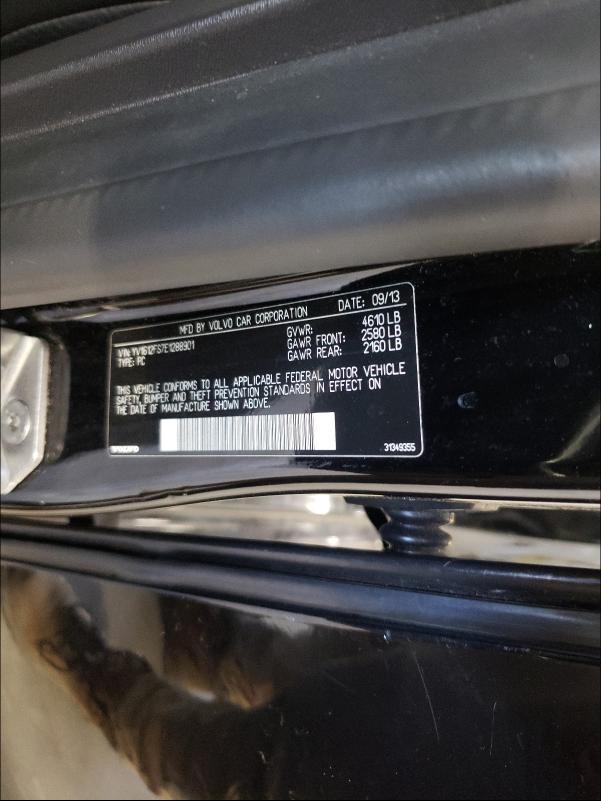 MFD BY VOLVO CAR CORPORATION DATE: 09/13
VIN: YV1612FS7E1288901
TYPE: PC
GVWR: 4610 LB
GAWR FRONT: 2580 LB
GAWR REAR: 2160 LB
THIS VEHICLE CONFORMS TO ALL APPLICABLE FEDERAL MOTOR VEHICLE
SAFETY, BUMPER AND THEFT PREVENTION STANDARDS IN EFFECT ON
THE DATE OF MANUFACTURE SHOWN ABOVE.
VOLVO
31349355